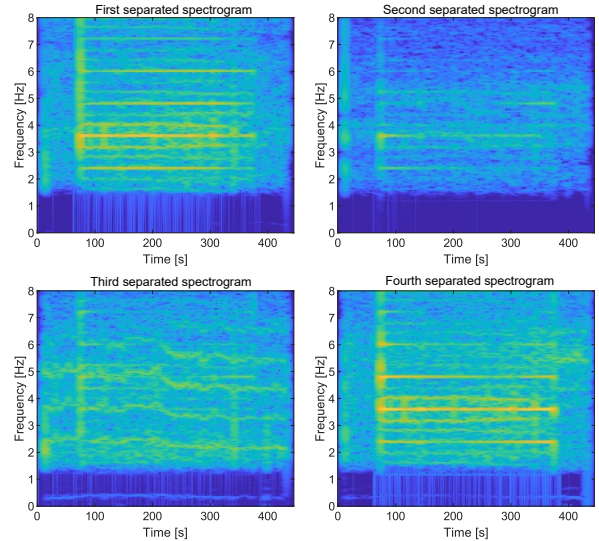 First separated spectrogram
Second separated spectrogram
8
7
6
5
4
3
2
1
0
Frequency [Hz]
0 100 200 300 400
Time [s]
8
7
6
5
4
3
2
1
0
Frequency [Hz]
0 100 200 300 400
Time [s]
Third separated spectrogram
Fourth separated spectrogram
8
7
6
5
4
3
2
1
0
Frequency [Hz]
0 100 200 300 400
Time [s]
8
7
6
5
4
3
2
1
0
Frequency [Hz]
0 100 200 300 400
Time [s]